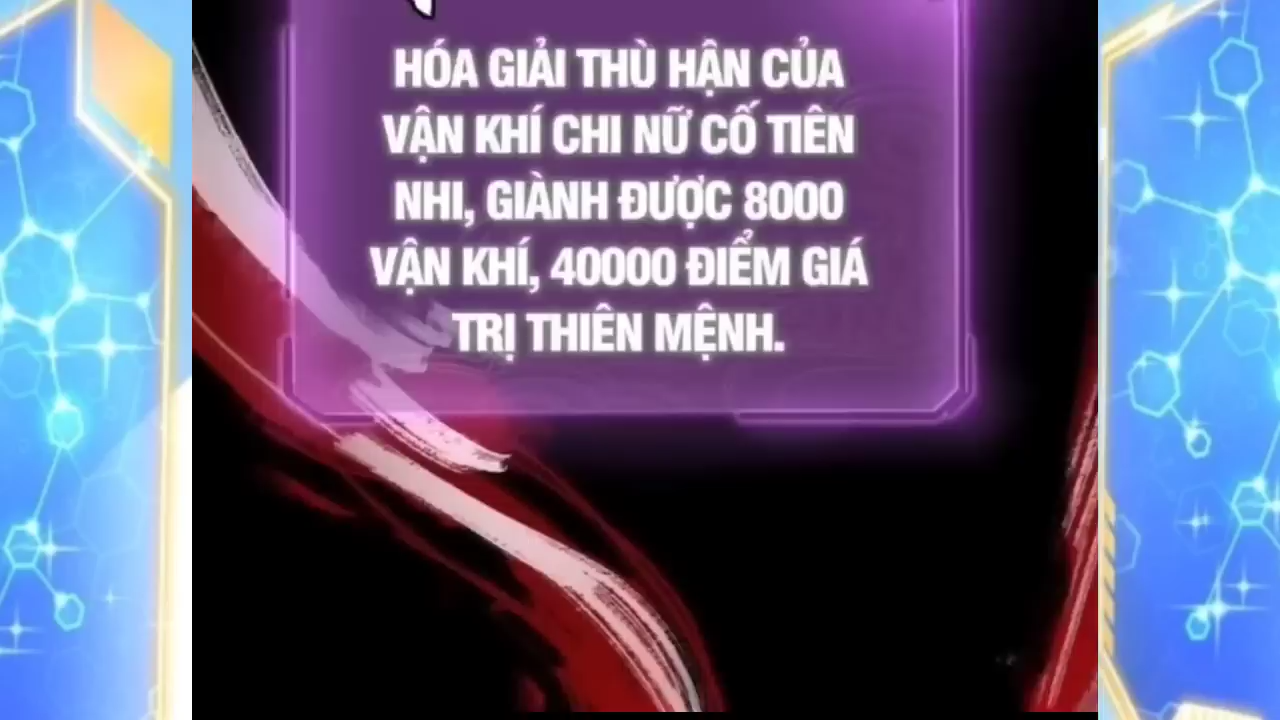 HÓA GIẢI THÙ HẬN CỦA
VẬN KHÍ CHI NỮ CỐ TIÊN
NHI, GIÀNH ĐƯỢC 8000
VẬN KHÍ, 40000 ĐIỂM GIÁ
TRỊ THIÊN MỆNH.